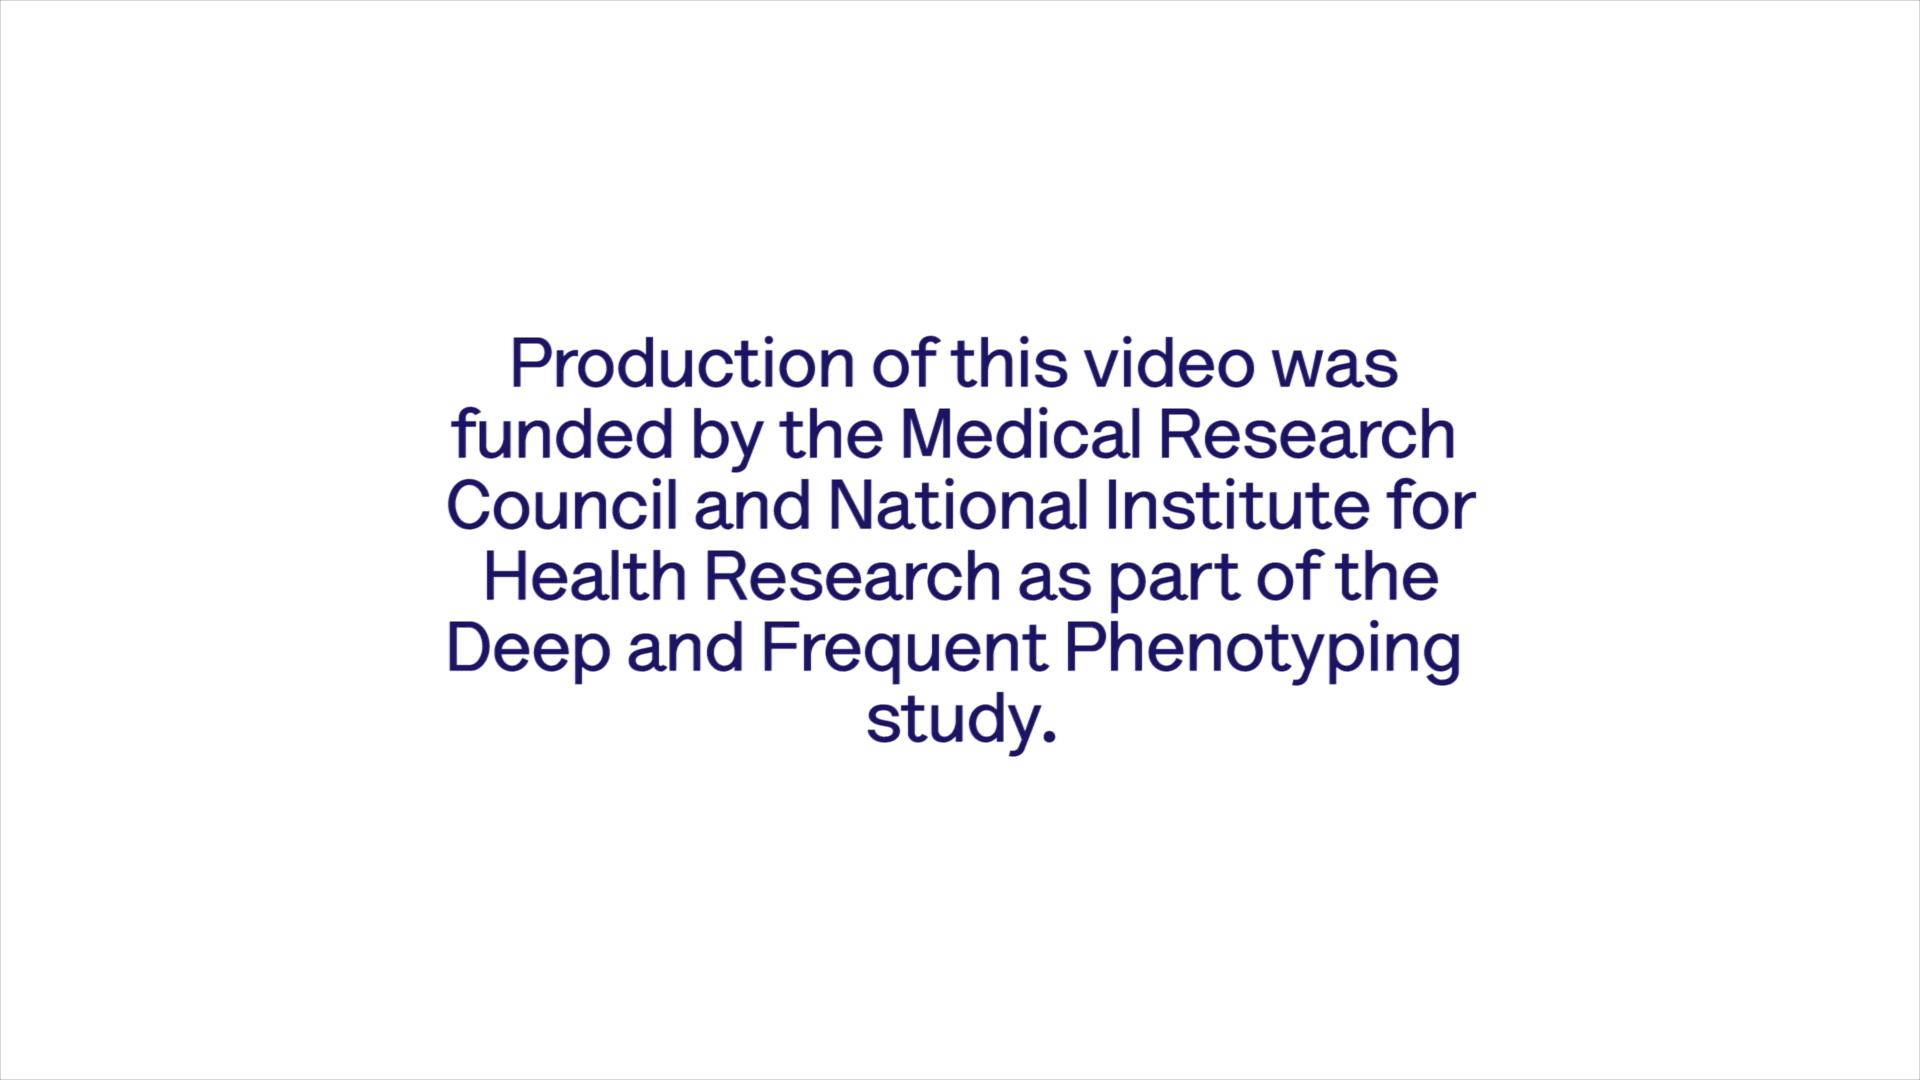 Production of this video was
funded by the Medical Research
Council and National Institute for
Health Research as part of the
Deep and Frequent Phenotyping
study.